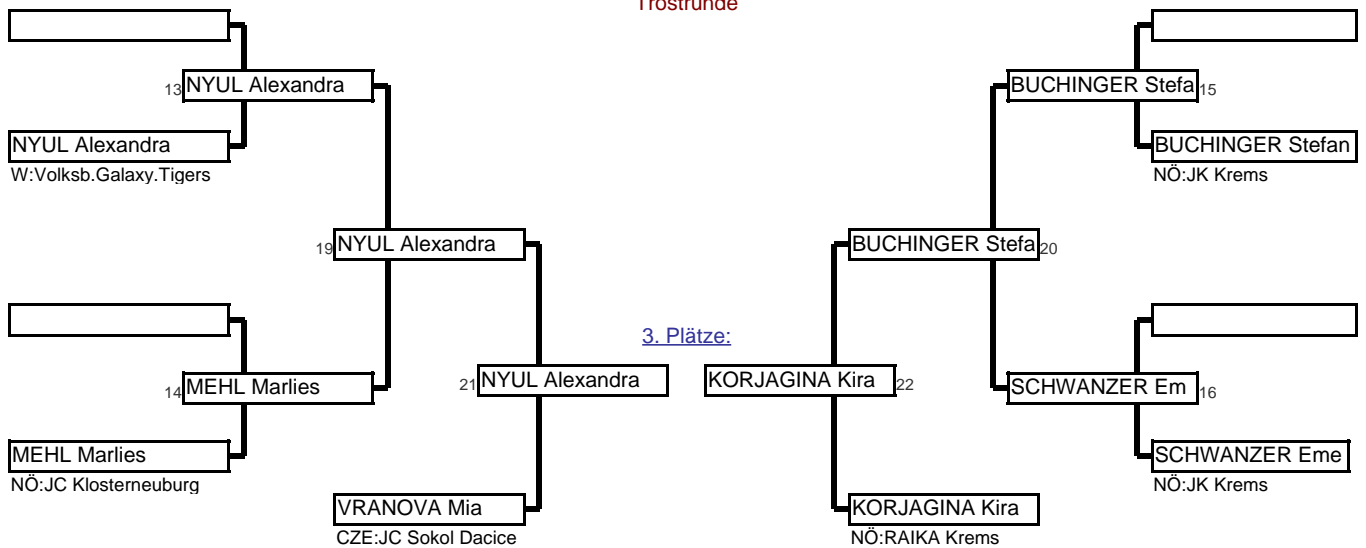 Trostrunde
13
NYUL Alexandra
BUCHINGER Stefa
15
NYUL Alexandra
BUCHINGER Stefan
W:Volksb.Galaxy.Tigers
NÖ:JK Krems
19
NYUL Alexandra
BUCHINGER Stefa
20
3. Plätze:
14
MEHL Marlies
21
NYUL Alexandra
KORJAGINA Kira
22
SCHWANZER Em
16
MEHL Marlies
SCHWANZER Eme
NÖ:JC Klosterneuburg
NÖ:JK Krems
VRANOVA Mia
KORJAGINA Kira
CZE:JC Sokol Dacice
NÖ:RAIKA Krems